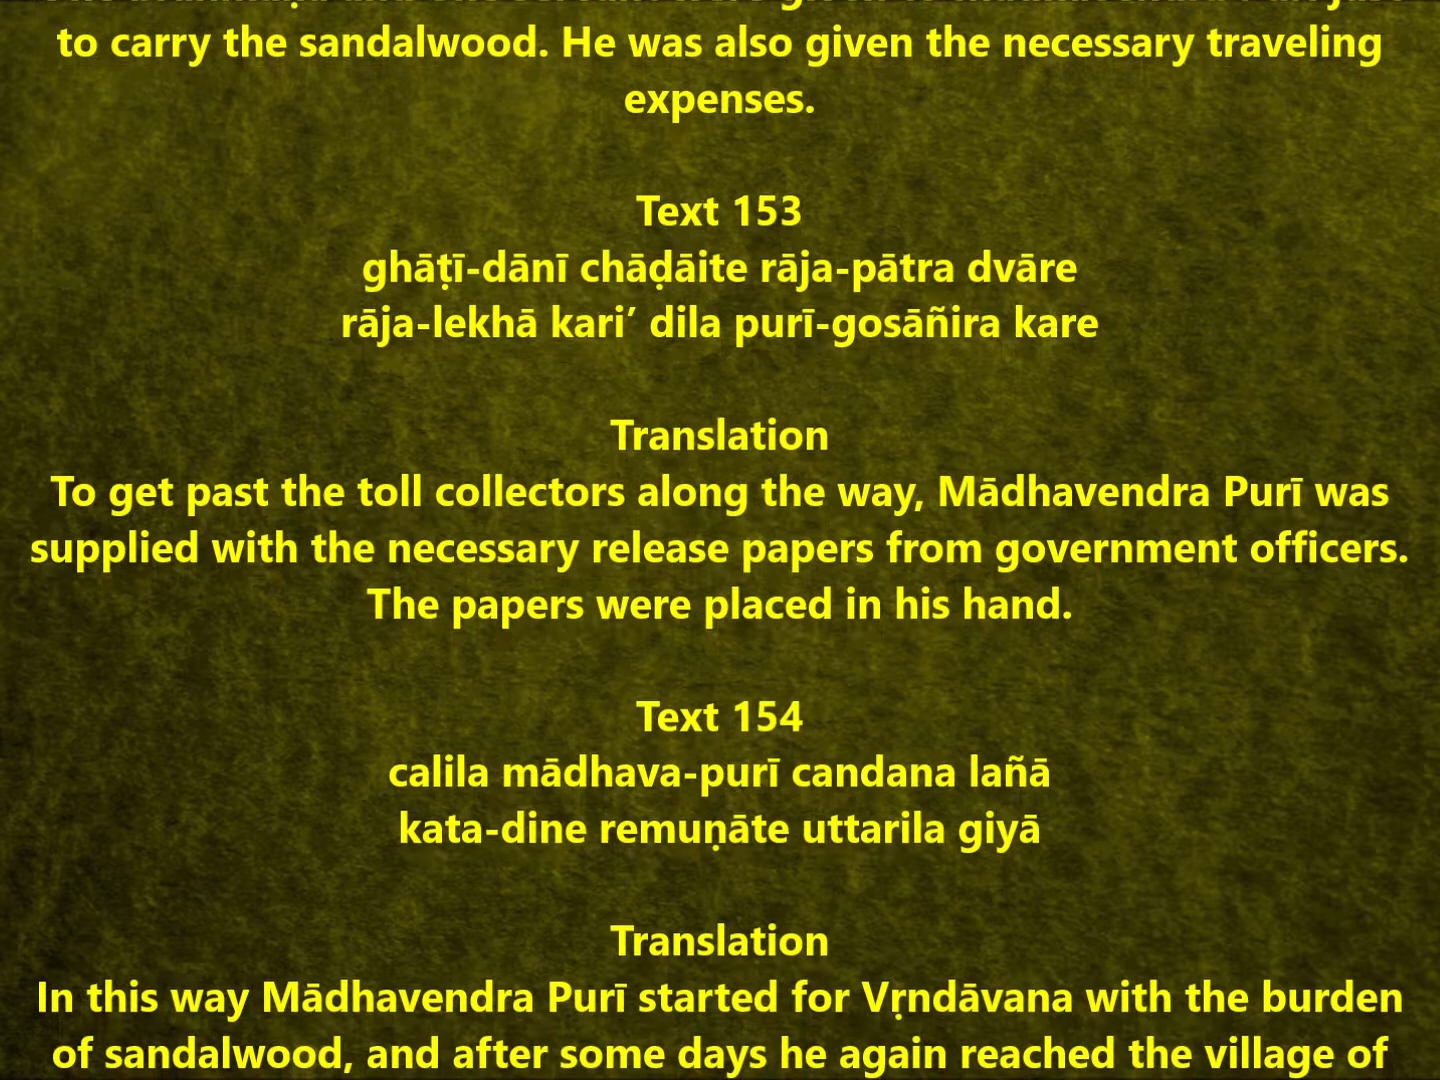 to carry the sandalwood. He was also given the necessary traveling
expenses.
Text 153
ghāṭī-dānī chāḍāite rāja-pātra dvāre
rāja-lekhā kari’ dila purī-gosāñira kare
Translation
To get past the toll collectors along the way, Mādhavendra Purī was
supplied with the necessary release papers from government officers.
The papers were placed in his hand.
Text 154
calila mādhava-purī candana lañā
kata-dine remuṇāte uttarila giyā
Translation
In this way Mādhavendra Purī started for Vṛndāvana with the burden
of sandalwood, and after some days he again reached the village of